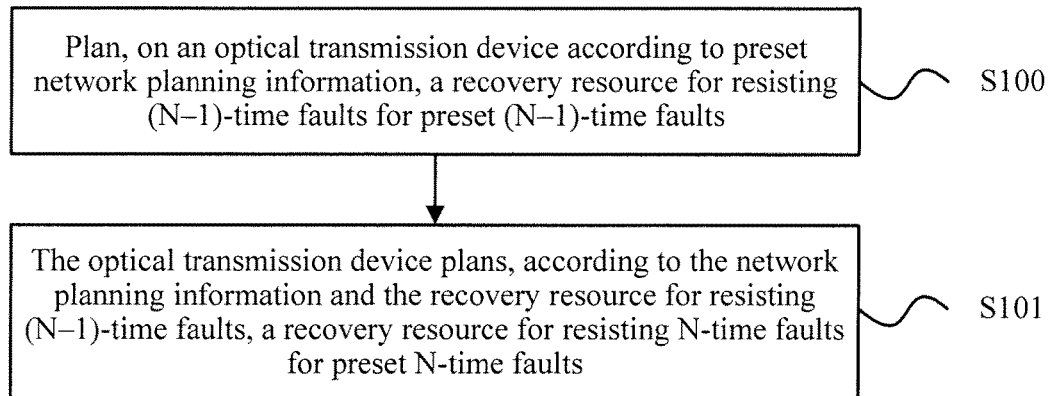 Plan, on an optical transmission device according to preset
network planning information, a recovery resource for resisting
(N–1)-time faults for preset (N–1)-time faults
S100
The optical transmission device plans, according to the network
planning information and the recovery resource for resisting
(N–1)-time faults, a recovery resource for resisting N-time faults
for preset N-time faults
S101